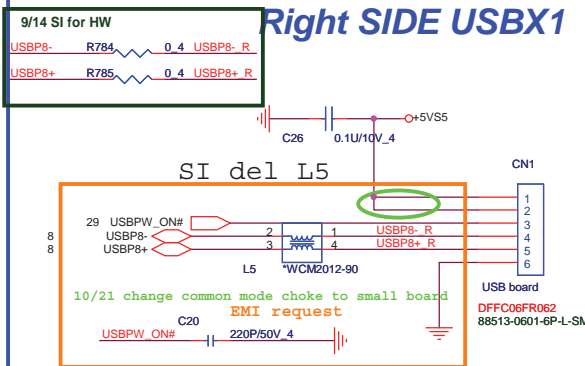 Right SIDE USBX1
9/14 SI for HW
USBP8- R784 0_4 USBP8-_R
USBP8+ R785 0_4 USBP8+_R
+5VS5
C26 0.1U/10V_4
SI del L5
CN1
1
2
3
4
5
6
29 USBPW_ON#
8 USBP8- 2 1 USBP8-_R
8 USBP8+ 3 4 USBP8+_R
L5 *WCM2012-90
USB board
10/21 change common mode choke to small board
EMI request
DFFC06FR062
88513-0601-6P-L-SM
C20
USBPW_ON# 220P/50V_4